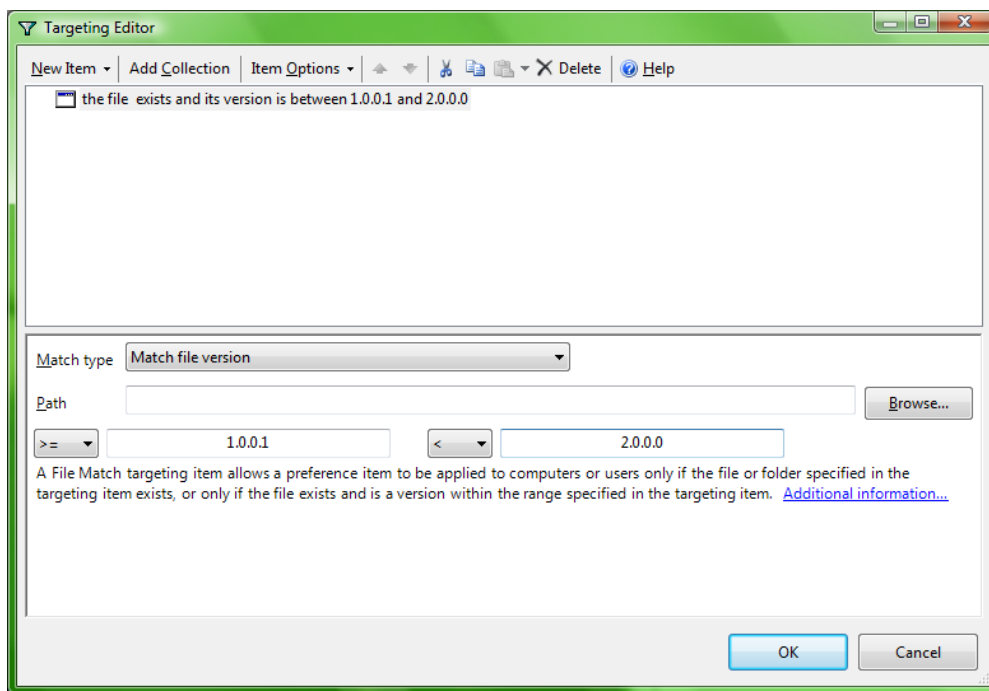 Targeting Editor
New Item Add Collection Item Options Delete Help
the file exists and its version is between 1.0.0.1 and 2.0.0.0
Match type Match file version
Path Browse...
>= 1.0.0.1 < 2.0.0.0
A File Match targeting item allows a preference item to be applied to computers or users only if the file or folder specified in the
targeting item exists, or only if the file exists and is a version within the range specified in the targeting item. Additional information...
OK Cancel